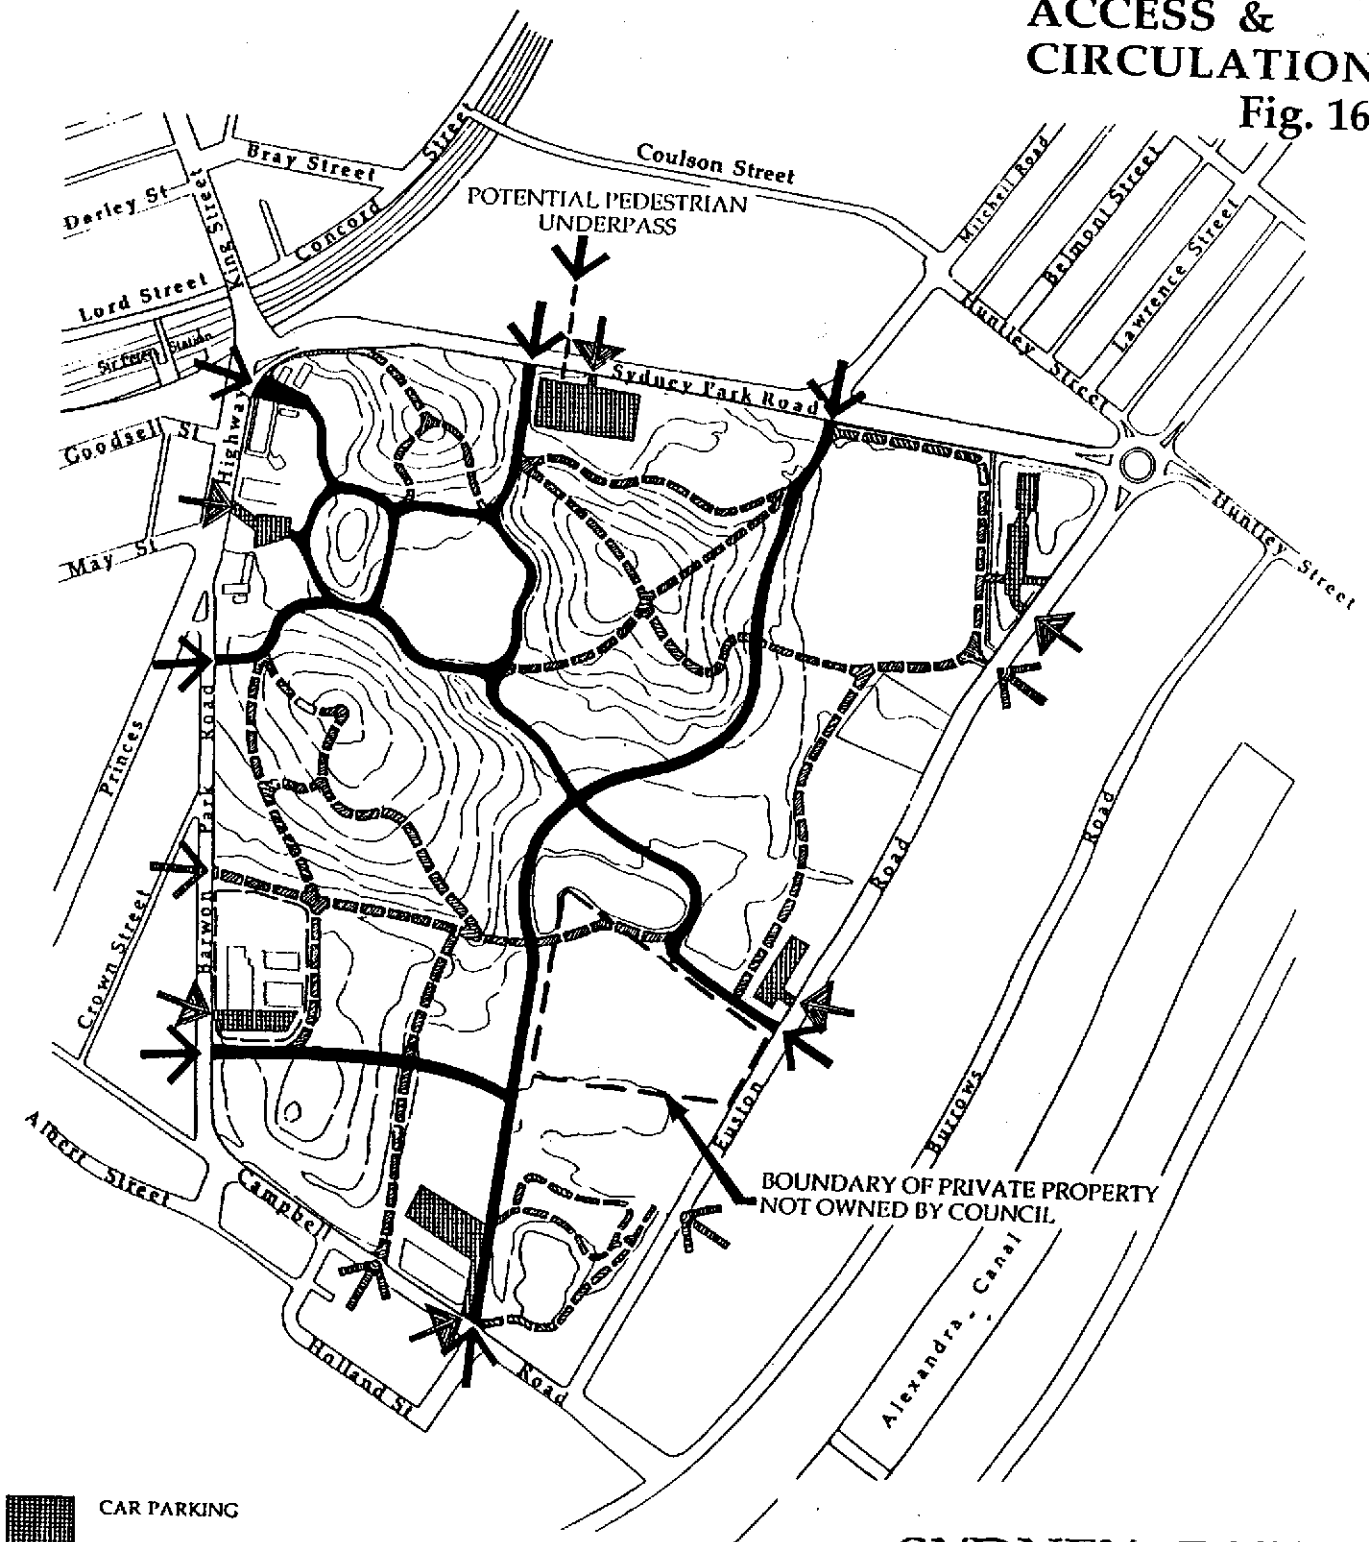 ACCESS &
CIRCULATION
Fig. 16
Coulson Street
Bray Street
Street
Concord
Darley St
King Street
Lord Street
St Peters Station
POTENTIAL PEDESTRIAN
UNDERPASS
Mitchell Road
Belmont Street
Lawrence Street
Huntley Street
Sydney Park Road
Goodsell St
Highway
May St
Huntley Street
Princes
Barwon Park Road
Crown Street
Road
Road
Euston
Burrows
Albert Street
Campbell
BOUNDARY OF PRIVATE PROPERTY
NOT OWNED BY COUNCIL
Alexandra Canal
Holland St
Road
CAR PARKING